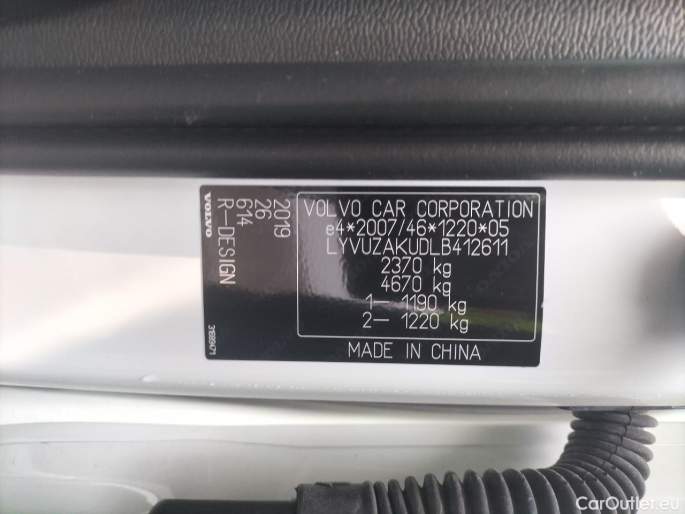 VOLVO CAR CORPORATION
e4*2007/46*1220*05
LYVUZAKUDLB412611
2370 kg
4670 kg
1– 1190 kg
2– 1220 kg
MADE IN CHINA
2019
26
614
R–DESIGN
VOLVO
CarOutlet.eu